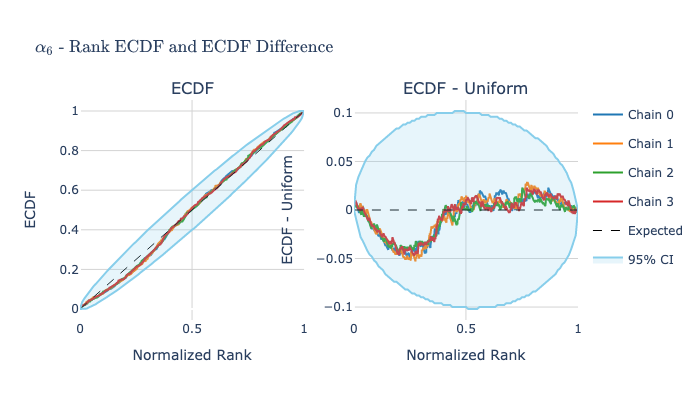 α₆ - Rank ECDF and ECDF Difference
ECDF
ECDF - Uniform
1
0.8
0.6
0.4
0.2
0
ECDF
0
0.5
1
Normalized Rank
0.1
0.05
0
−0.05
−0.1
ECDF - Uniform
0
0.5
1
Normalized Rank
Chain 0
Chain 1
Chain 2
Chain 3
Expected
95% CI